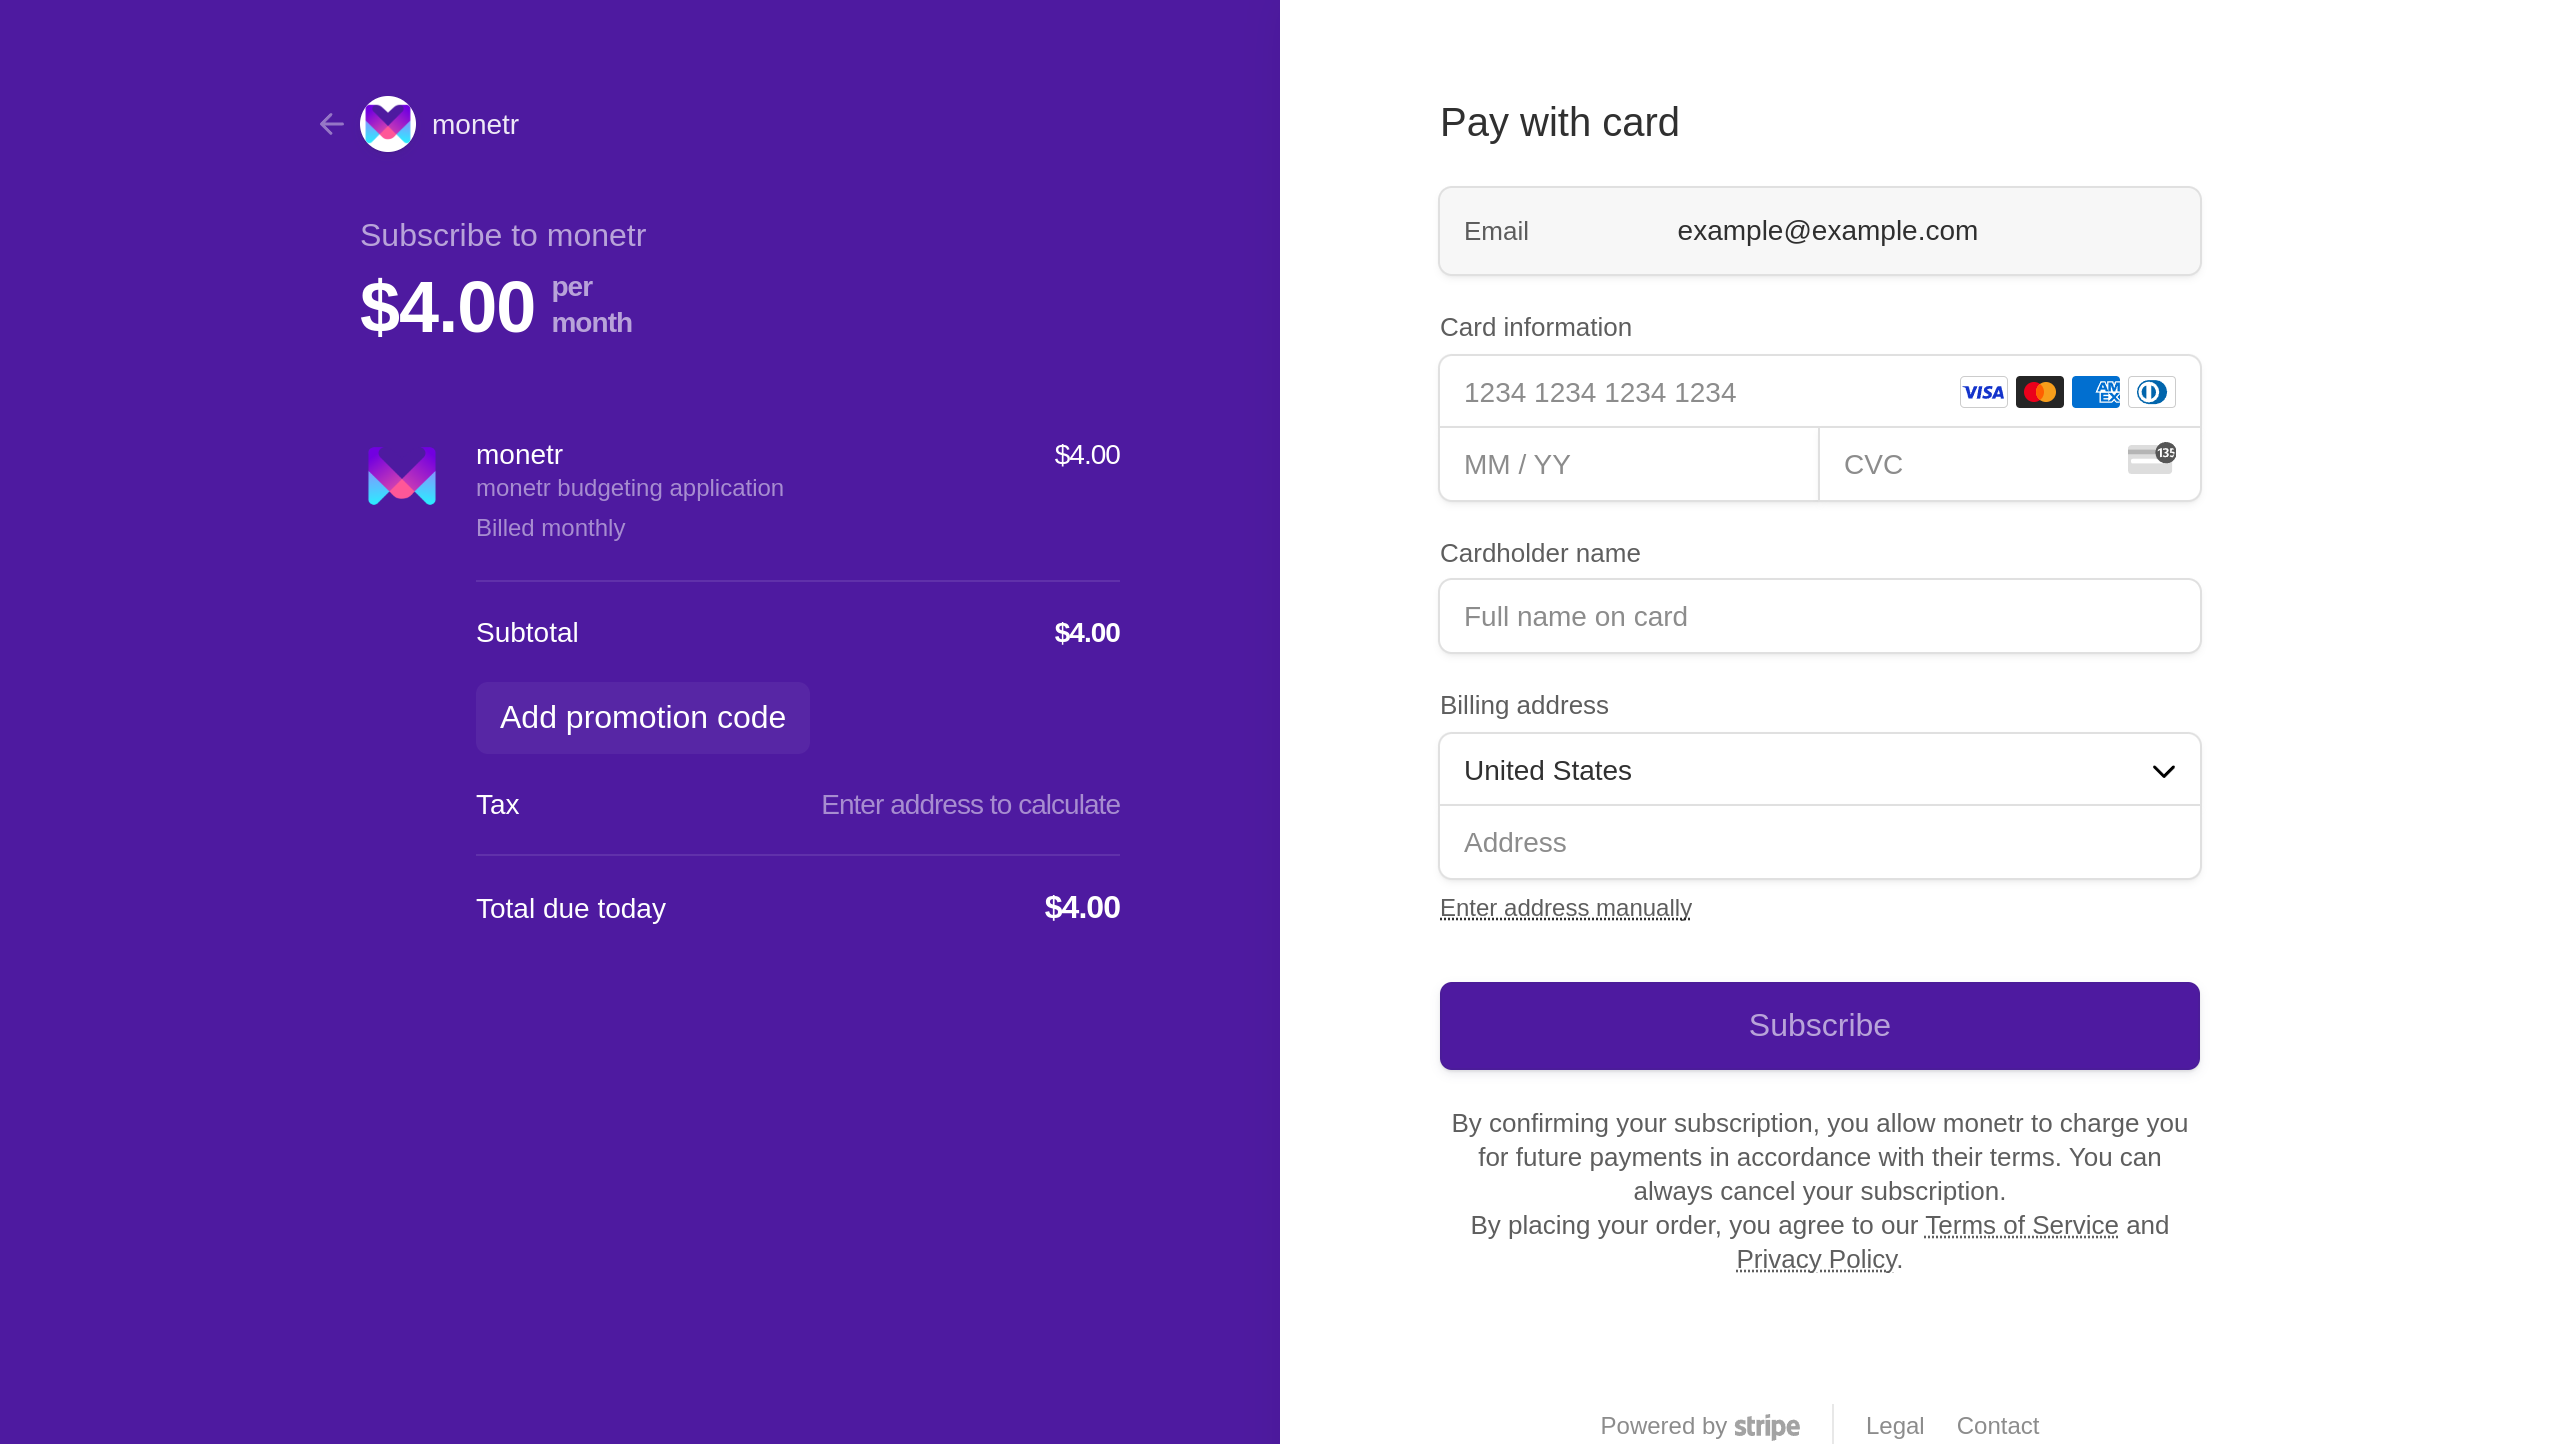 monetr
Subscribe to monetr
$4.00 per
month
monetr $4.00
monetr budgeting application
Billed monthly
Subtotal $4.00
Add promotion code
Tax Enter address to calculate
Total due today $4.00
Pay with card
Email example@example.com
Card information
1234 1234 1234 1234 VISA AM
EX
MM / YY CVC 135
Cardholder name
Full name on card
Billing address
United States
Address
Enter address manually
Subscribe
By confirming your subscription, you allow monetr to charge you
for future payments in accordance with their terms. You can
always cancel your subscription.
By placing your order, you agree to our Terms of Service and
Privacy Policy.
Powered by stripe Legal Contact